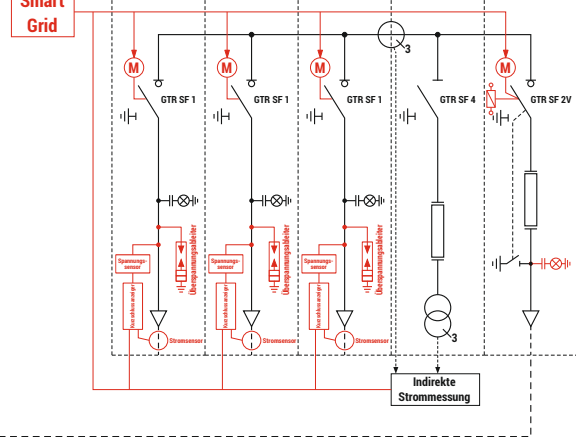 Smart
Grid
3
M
M
M
M
GTR SF 1
GTR SF 1
GTR SF 1
GTR SF 4
GTR SF 2V
Überspannungsableiter
Überspannungsableiter
Überspannungsableiter
Spannungs-
sensor
Spannungs-
sensor
Spannungs-
sensor
Kurzschlussanzeiger
Kurzschlussanzeiger
Kurzschlussanzeiger
Stromsensor
Stromsensor
Stromsensor
3
Indirekte
Strommessung